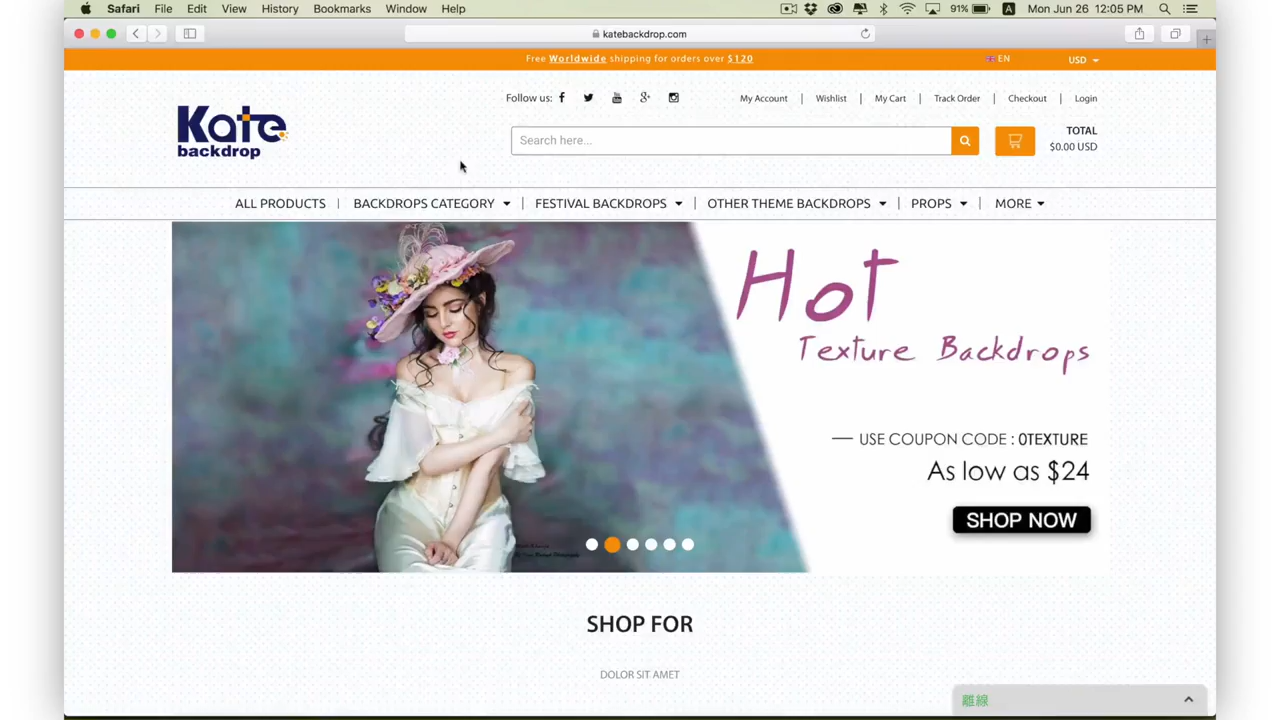 Safari File Edit View History Bookmarks Window Help 91% A Mon Jun 26 12:05 PM
katebackdrop.com
Free Worldwide shipping for orders over $120 EN USD
Follow us: My Account | Wishlist | My Cart | Track Order | Checkout | Login
Kate
backdrop
Search here...
TOTAL
$0.00 USD
ALL PRODUCTS | BACKDROPS CATEGORY | FESTIVAL BACKDROPS | OTHER THEME BACKDROPS | PROPS | MORE
Hot
Texture Backdrops
— USE COUPON CODE : 0TEXTURE
As low as $24
SHOP NOW
SHOP FOR
DOLOR SIT AMET
離線